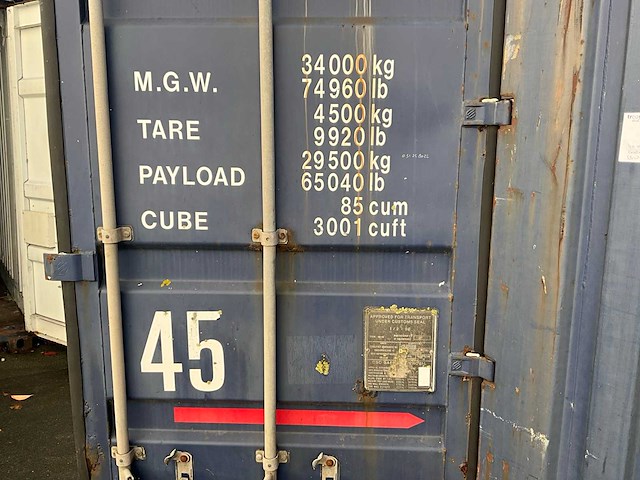 M.G.W. 34000 kg
74960 lb
TARE 4500 kg
9920 lb
PAYLOAD 29500 kg
65040 lb
CUBE 85 cum
3001 cuft
45
APPROVED FOR TRANSPORT
UNDER CUSTOMS SEAL